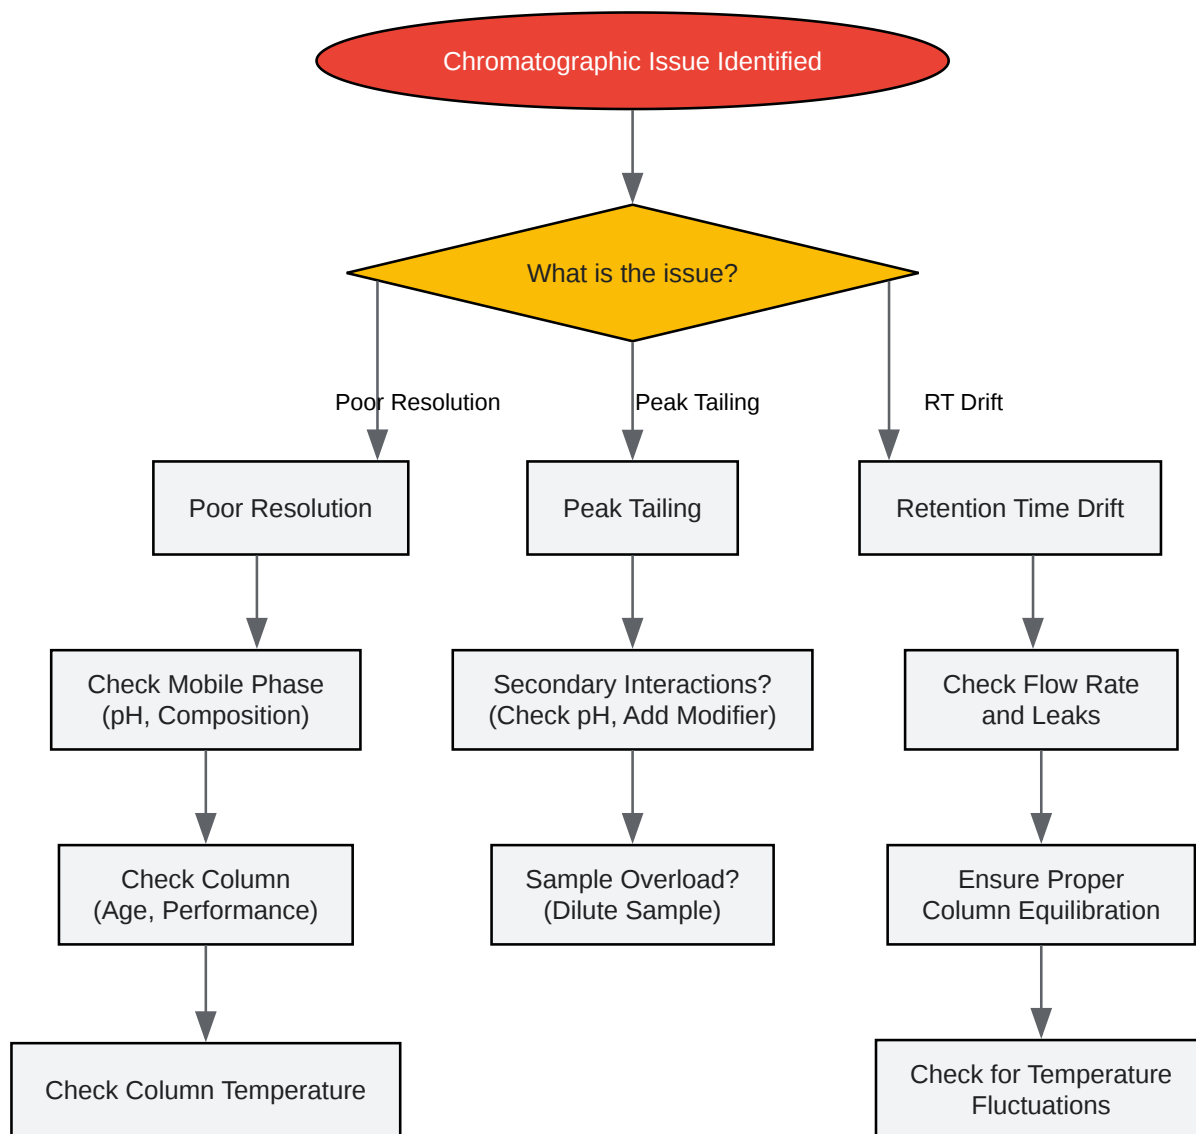 Chromatographic Issue Identified
What is the issue?
Poor Resolution
Peak Tailing
RT Drift
Poor Resolution
Peak Tailing
Retention Time Drift
Check Mobile Phase
(pH, Composition)
Secondary Interactions?
(Check pH, Add Modifier)
Check Flow Rate
and Leaks
Check Column
(Age, Performance)
Sample Overload?
(Dilute Sample)
Ensure Proper
Column Equilibration
Check Column Temperature
Check for Temperature
Fluctuations